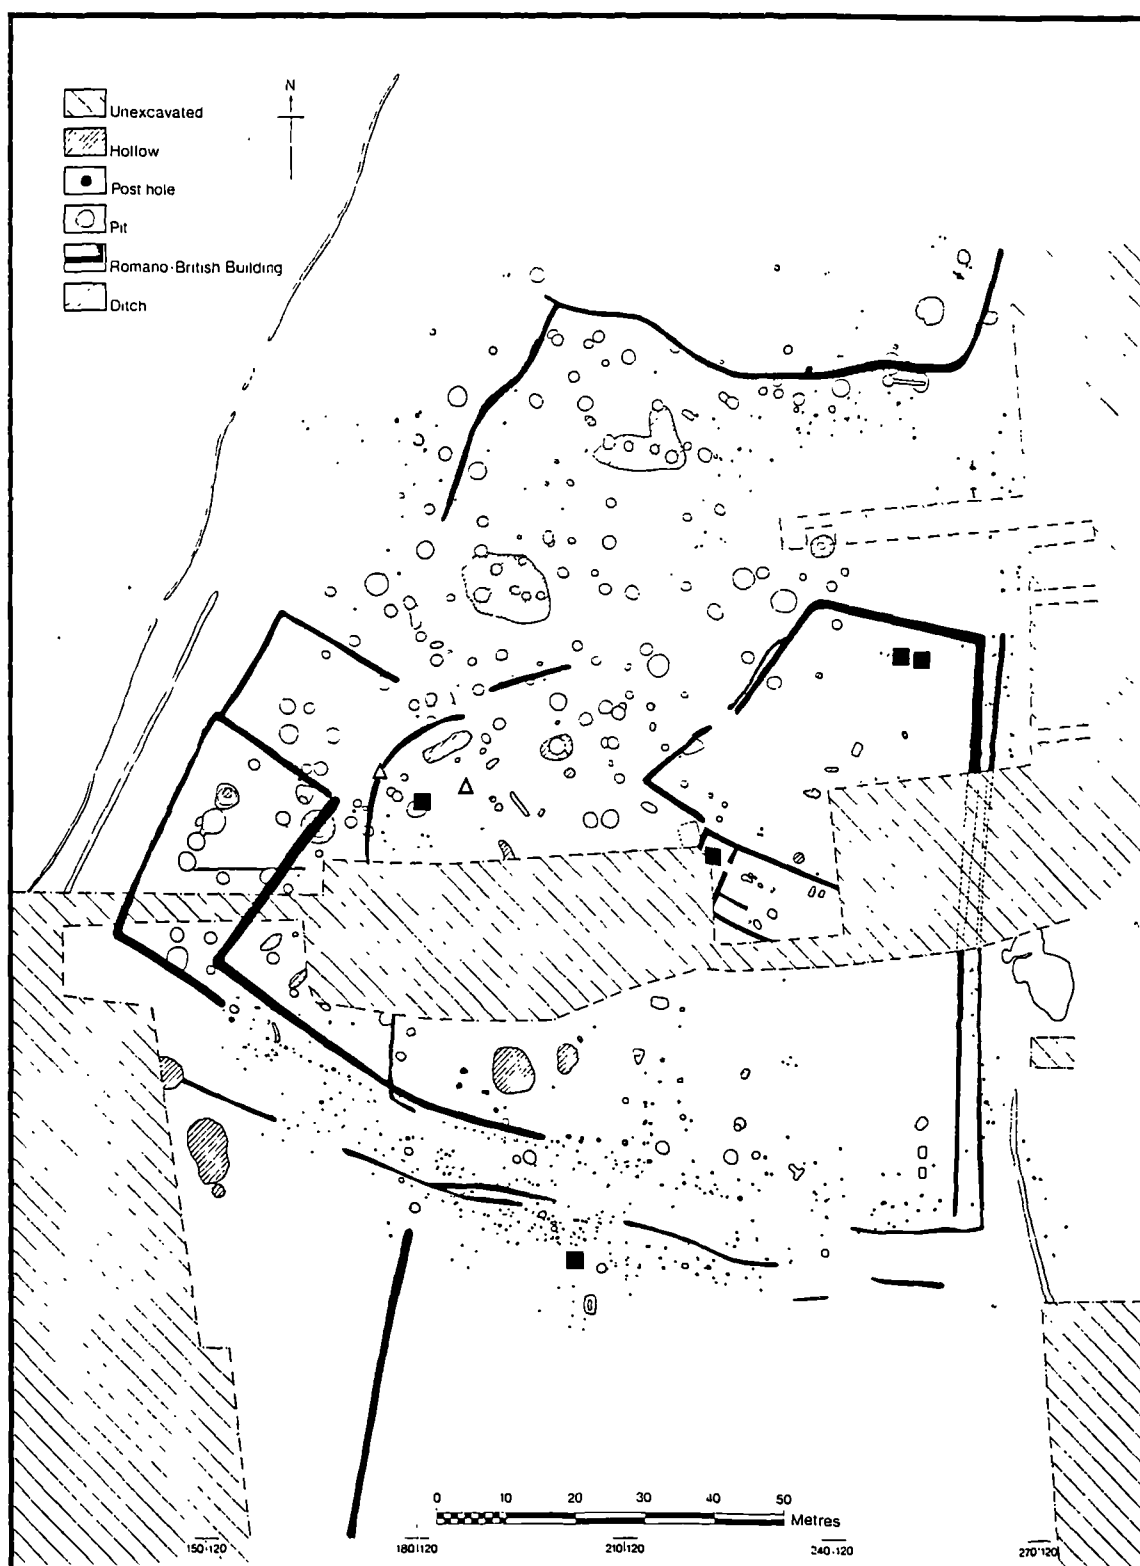 N
Unexcavated
Hollow
Post hole
Pit
Romano-British Building
Ditch
0 10 20 30 40 50
Metres
150·120 180|120 210|120 240·120 270·120